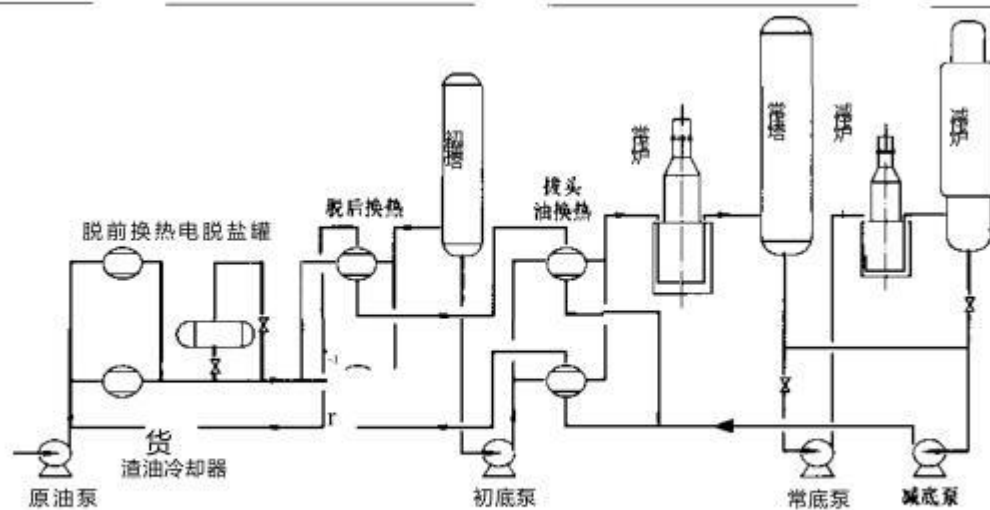 常压炉
常压塔
减压炉
减压炉
初馏塔
拔头
油换热
脱后换热
脱前换热电脱盐罐
r
货
渣油冷却器
原油泵
初底泵
常底泵
减底泵